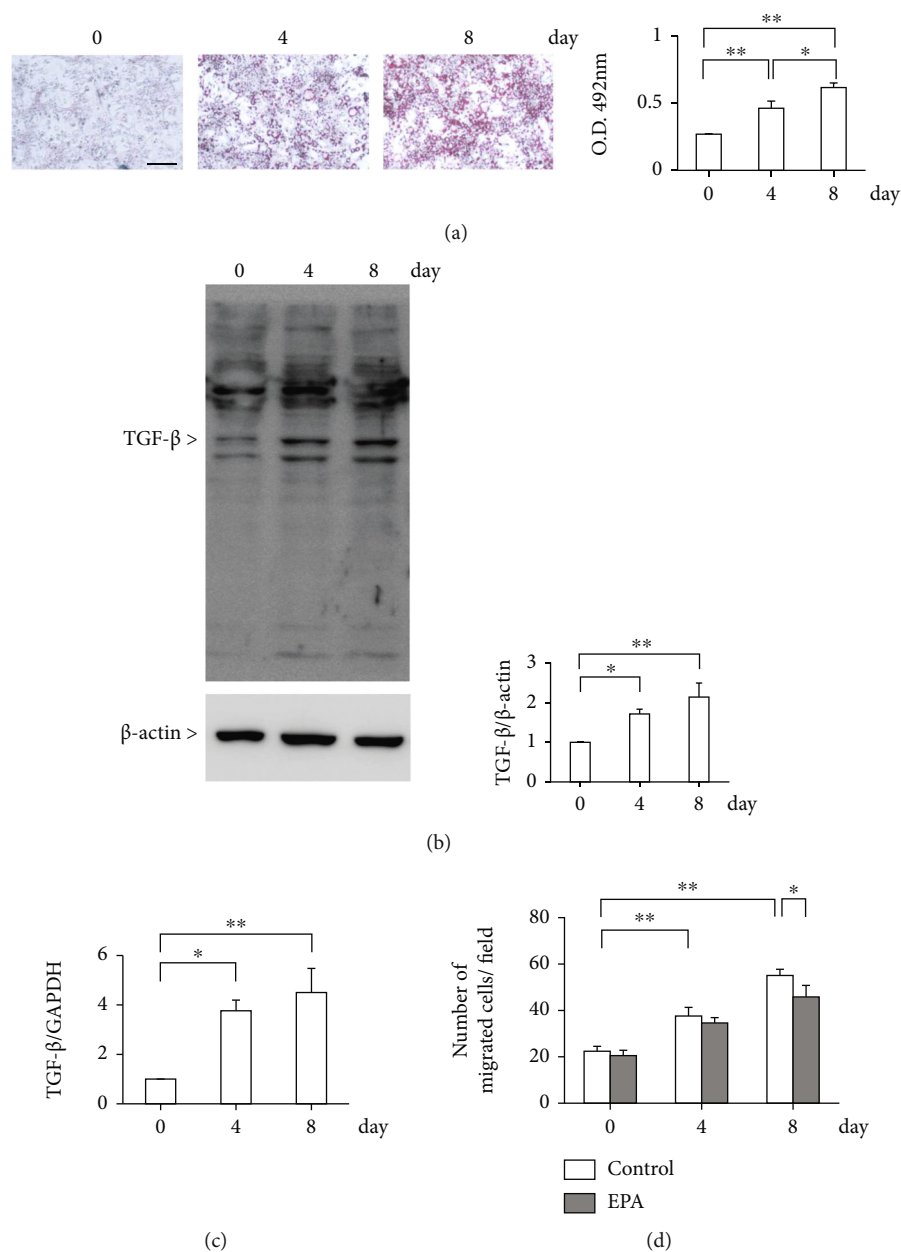 0 4 8 day
**
** *
1
0.5
0
O.D. 492nm
0 4 8 day
(a)
0 4 8 day
TGF-β >
β-actin >
**
*
3
2
1
0
TGF-β/β-actin
0 4 8 day
(b)
**
*
6
4
2
0
TGF-β/GAPDH
0 4 8 day
(c)
** *
**
80
60
40
20
0
Number of
migrated cells/ field
0 4 8 day
Control
EPA
(d)